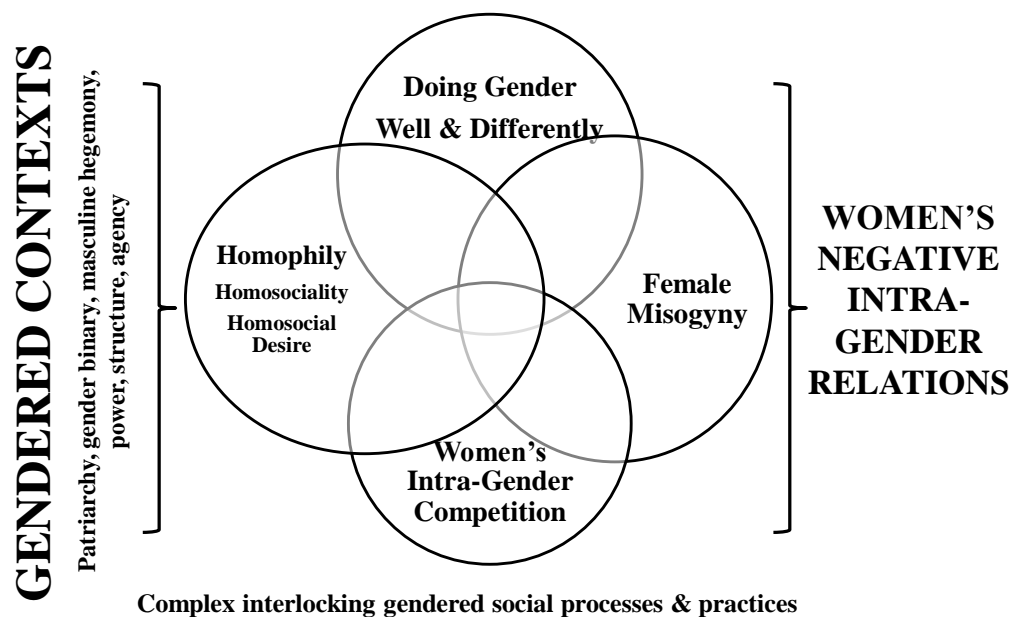 GENDERED CONTEXTS
Patriarchy, gender binary, masculine hegemony,
power, structure, agency
Doing Gender
Well & Differently
Homophily
Homosociality
Homosocial
Desire
Female
Misogyny
Women’s
Intra-Gender
Competition
WOMEN’S
NEGATIVE
INTRA-
GENDER
RELATIONS
Complex interlocking gendered social processes & practices